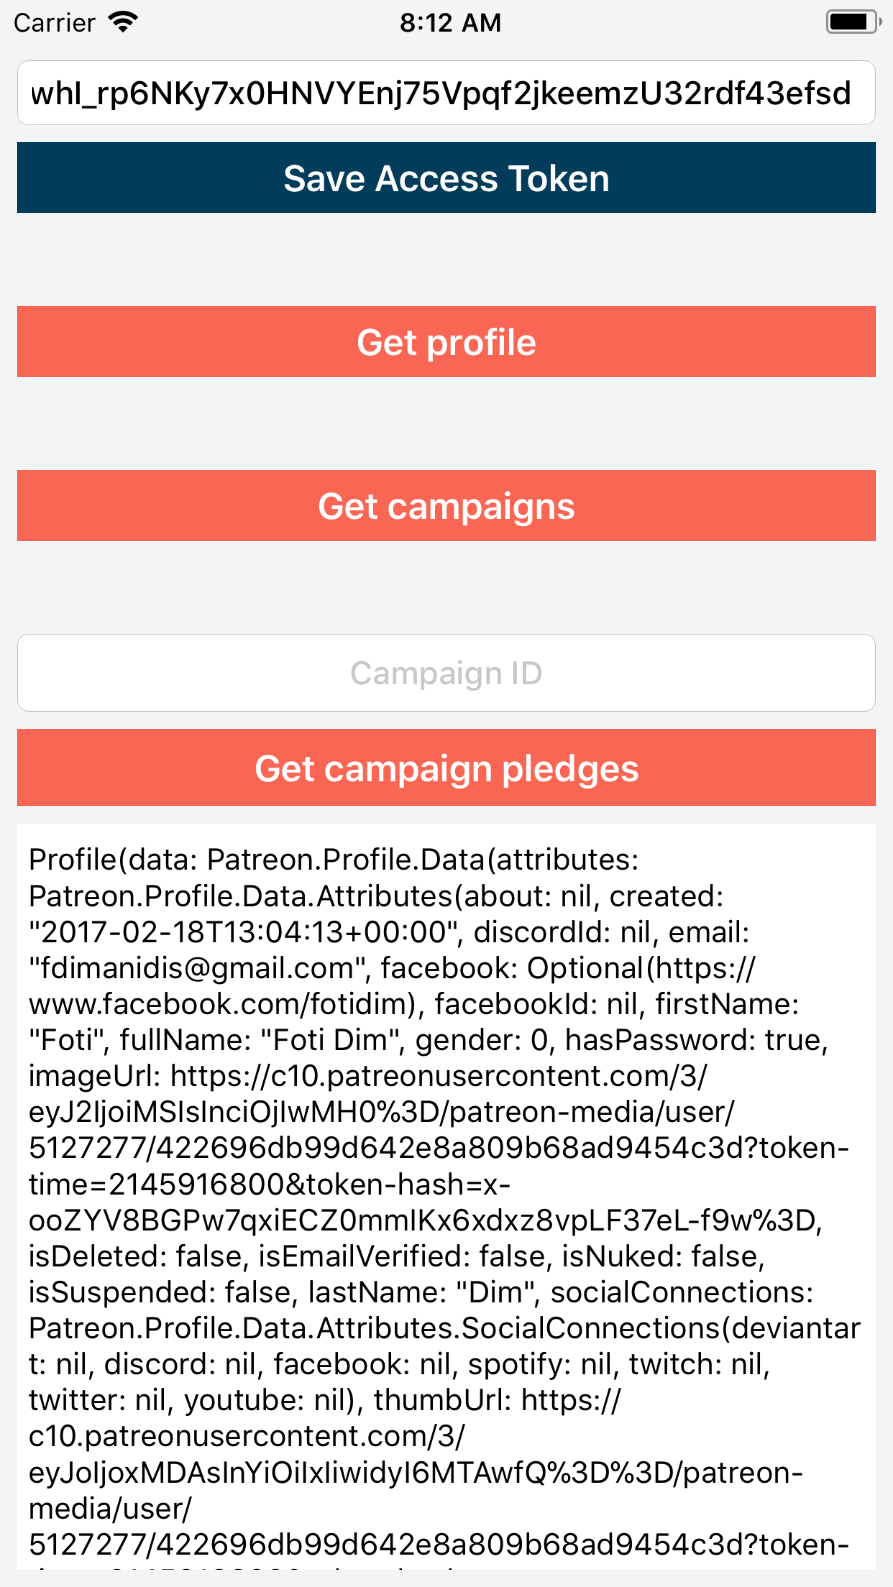 Carrier
8:12 AM
whI_rp6NKy7x0HNVYEnj75Vpqf2jkeemzU32rdf43efsd
Save Access Token
Get profile
Get campaigns
Campaign ID
Get campaign pledges
Profile(data: Patreon.Profile.Data(attributes:
Patreon.Profile.Data.Attributes(about: nil, created:
"2017-02-18T13:04:13+00:00", discordId: nil, email:
"fdimanidis@gmail.com", facebook: Optional(https://
www.facebook.com/fotidim), facebookId: nil, firstName:
"Foti", fullName: "Foti Dim", gender: 0, hasPassword: true,
imageUrl: https://c10.patreonusercontent.com/3/
eyJ2IjoiMSIsInciOjIwMH0%3D/patreon-media/user/
5127277/422696db99d642e8a809b68ad9454c3d?token-
time=2145916800&token-hash=x-
ooZYV8BGPw7qxiECZ0mmIKx6xdxz8vpLF37eL-f9w%3D,
isDeleted: false, isEmailVerified: false, isNuked: false,
isSuspended: false, lastName: "Dim", socialConnections:
Patreon.Profile.Data.Attributes.SocialConnections(deviantar
t: nil, discord: nil, facebook: nil, spotify: nil, twitch: nil,
twitter: nil, youtube: nil), thumbUrl: https://
c10.patreonusercontent.com/3/
eyJoIjoxMDAsInYiOiIxIiwidyI6MTAwfQ%3D%3D/patreon-
media/user/
5127277/422696db99d642e8a809b68ad9454c3d?token-